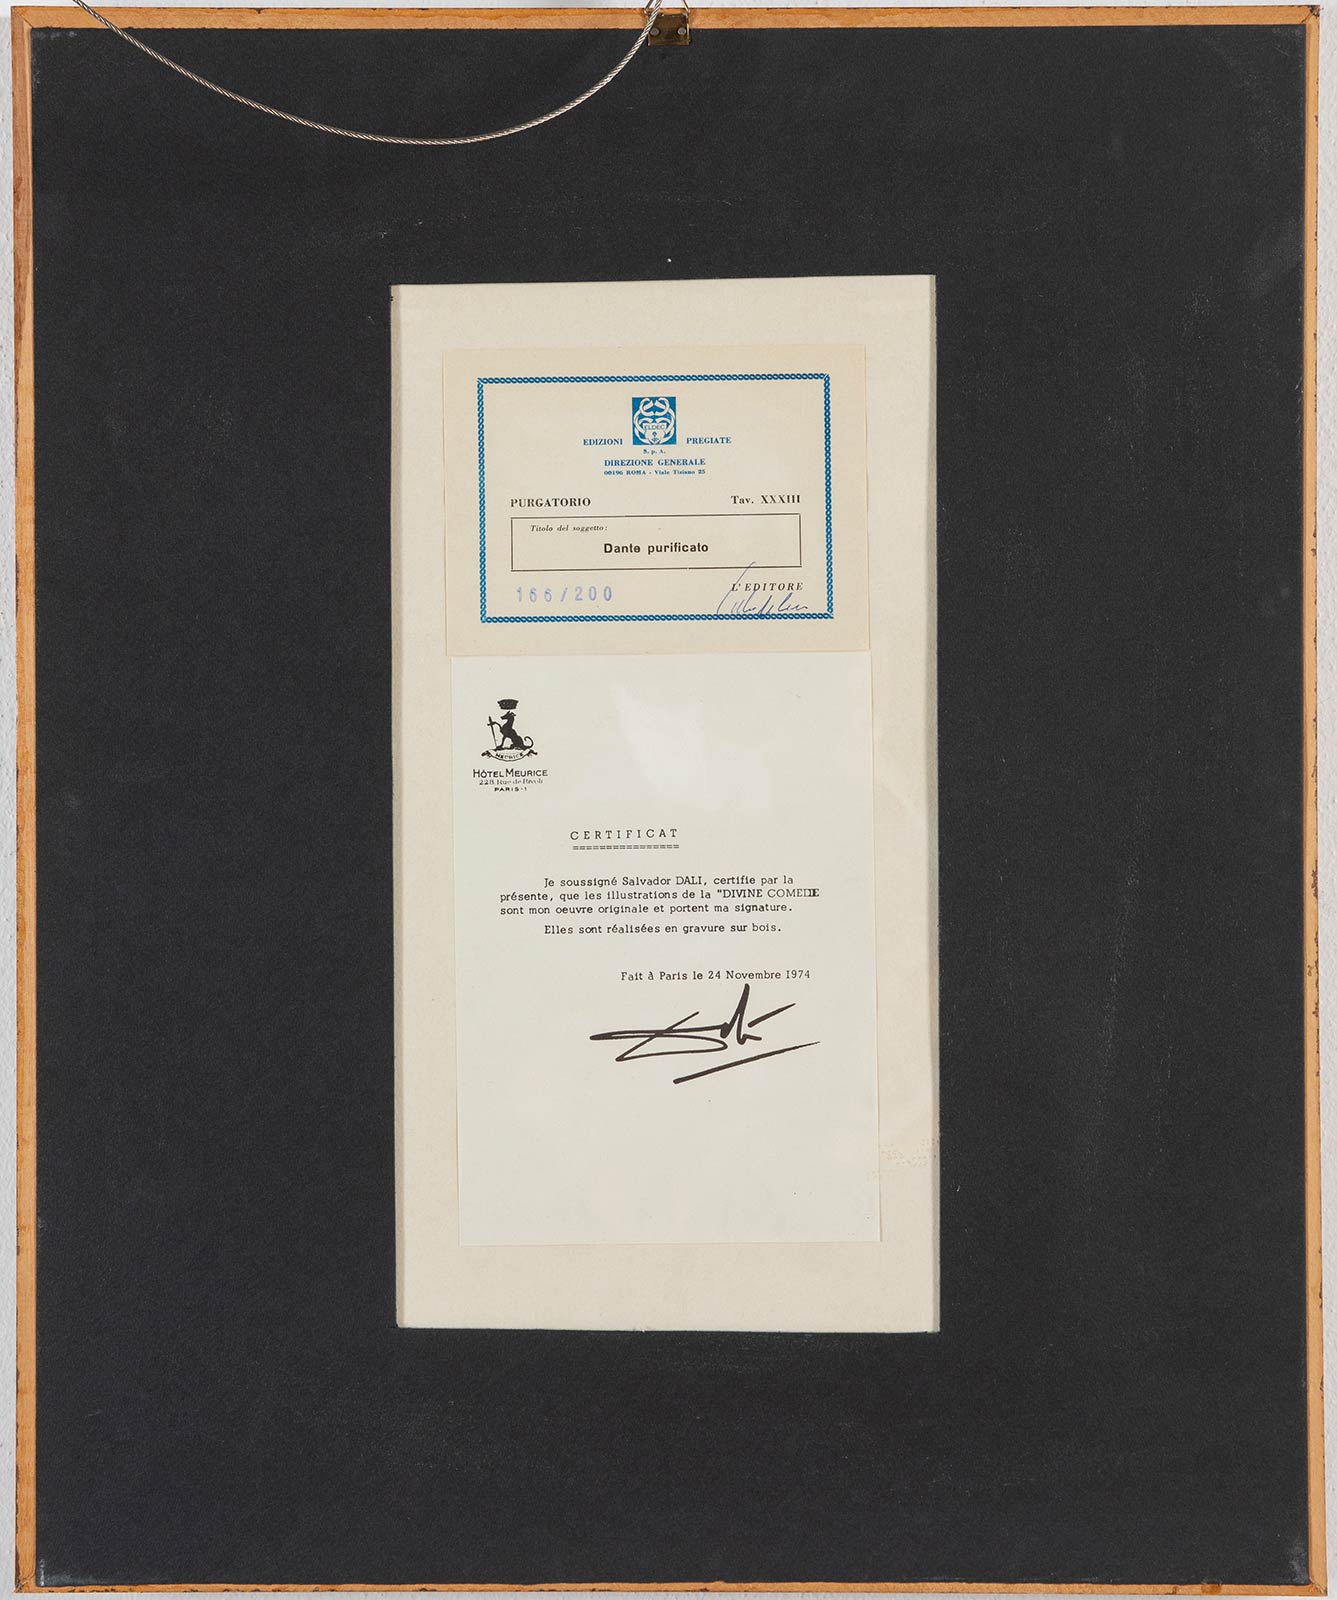 ELDEC
EDIZIONI PREGIATE
S. p. A.
DIREZIONE GENERALE
00196 ROMA - Viale Tiziano 25
PURGATORIO Tav. XXXIII
Titolo del soggetto:
Dante purificato
166/200 L'EDITORE
MEURICE
HÔTEL MEURICE
228 Rue de Rivoli
PARIS-1
CERTIFICAT
Je soussigné Salvador DALI, certifie par la
présente, que les illustrations de la "DIVINE COMEDIE
sont mon oeuvre originale et portent ma signature.
Elles sont réalisées en gravure sur bois.
Fait à Paris le 24 Novembre 1974
Dalí